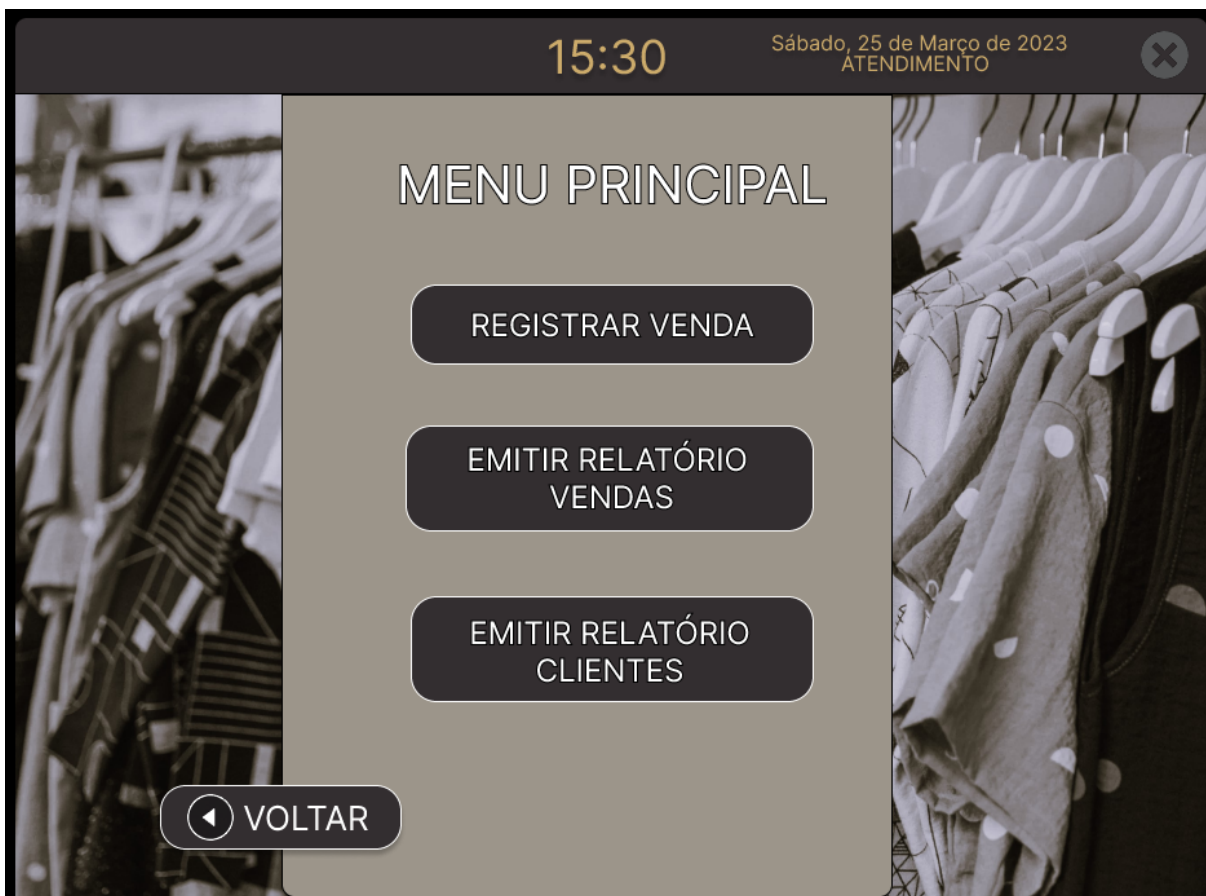 15:30
Sábado, 25 de Março de 2023
ATENDIMENTO
MENU PRINCIPAL
REGISTRAR VENDA
EMITIR RELATÓRIO
VENDAS
EMITIR RELATÓRIO
CLIENTES
VOLTAR